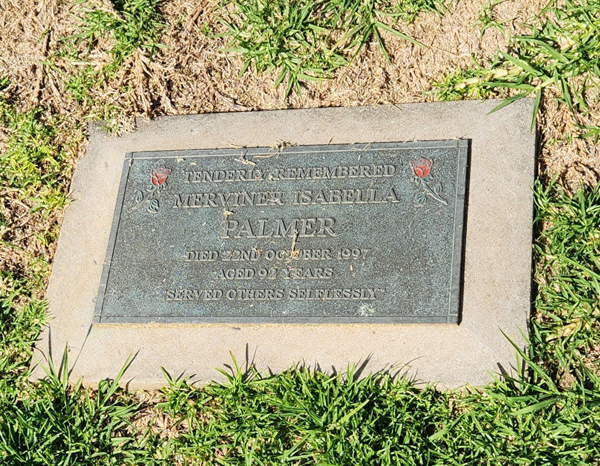 TENDERLY REMEMBERED
MERVINER ISABELLA
PALMER
DIED 22ND OCTOBER 1997
AGED 92 YEARS
"SERVED OTHERS SELFLESSLY"